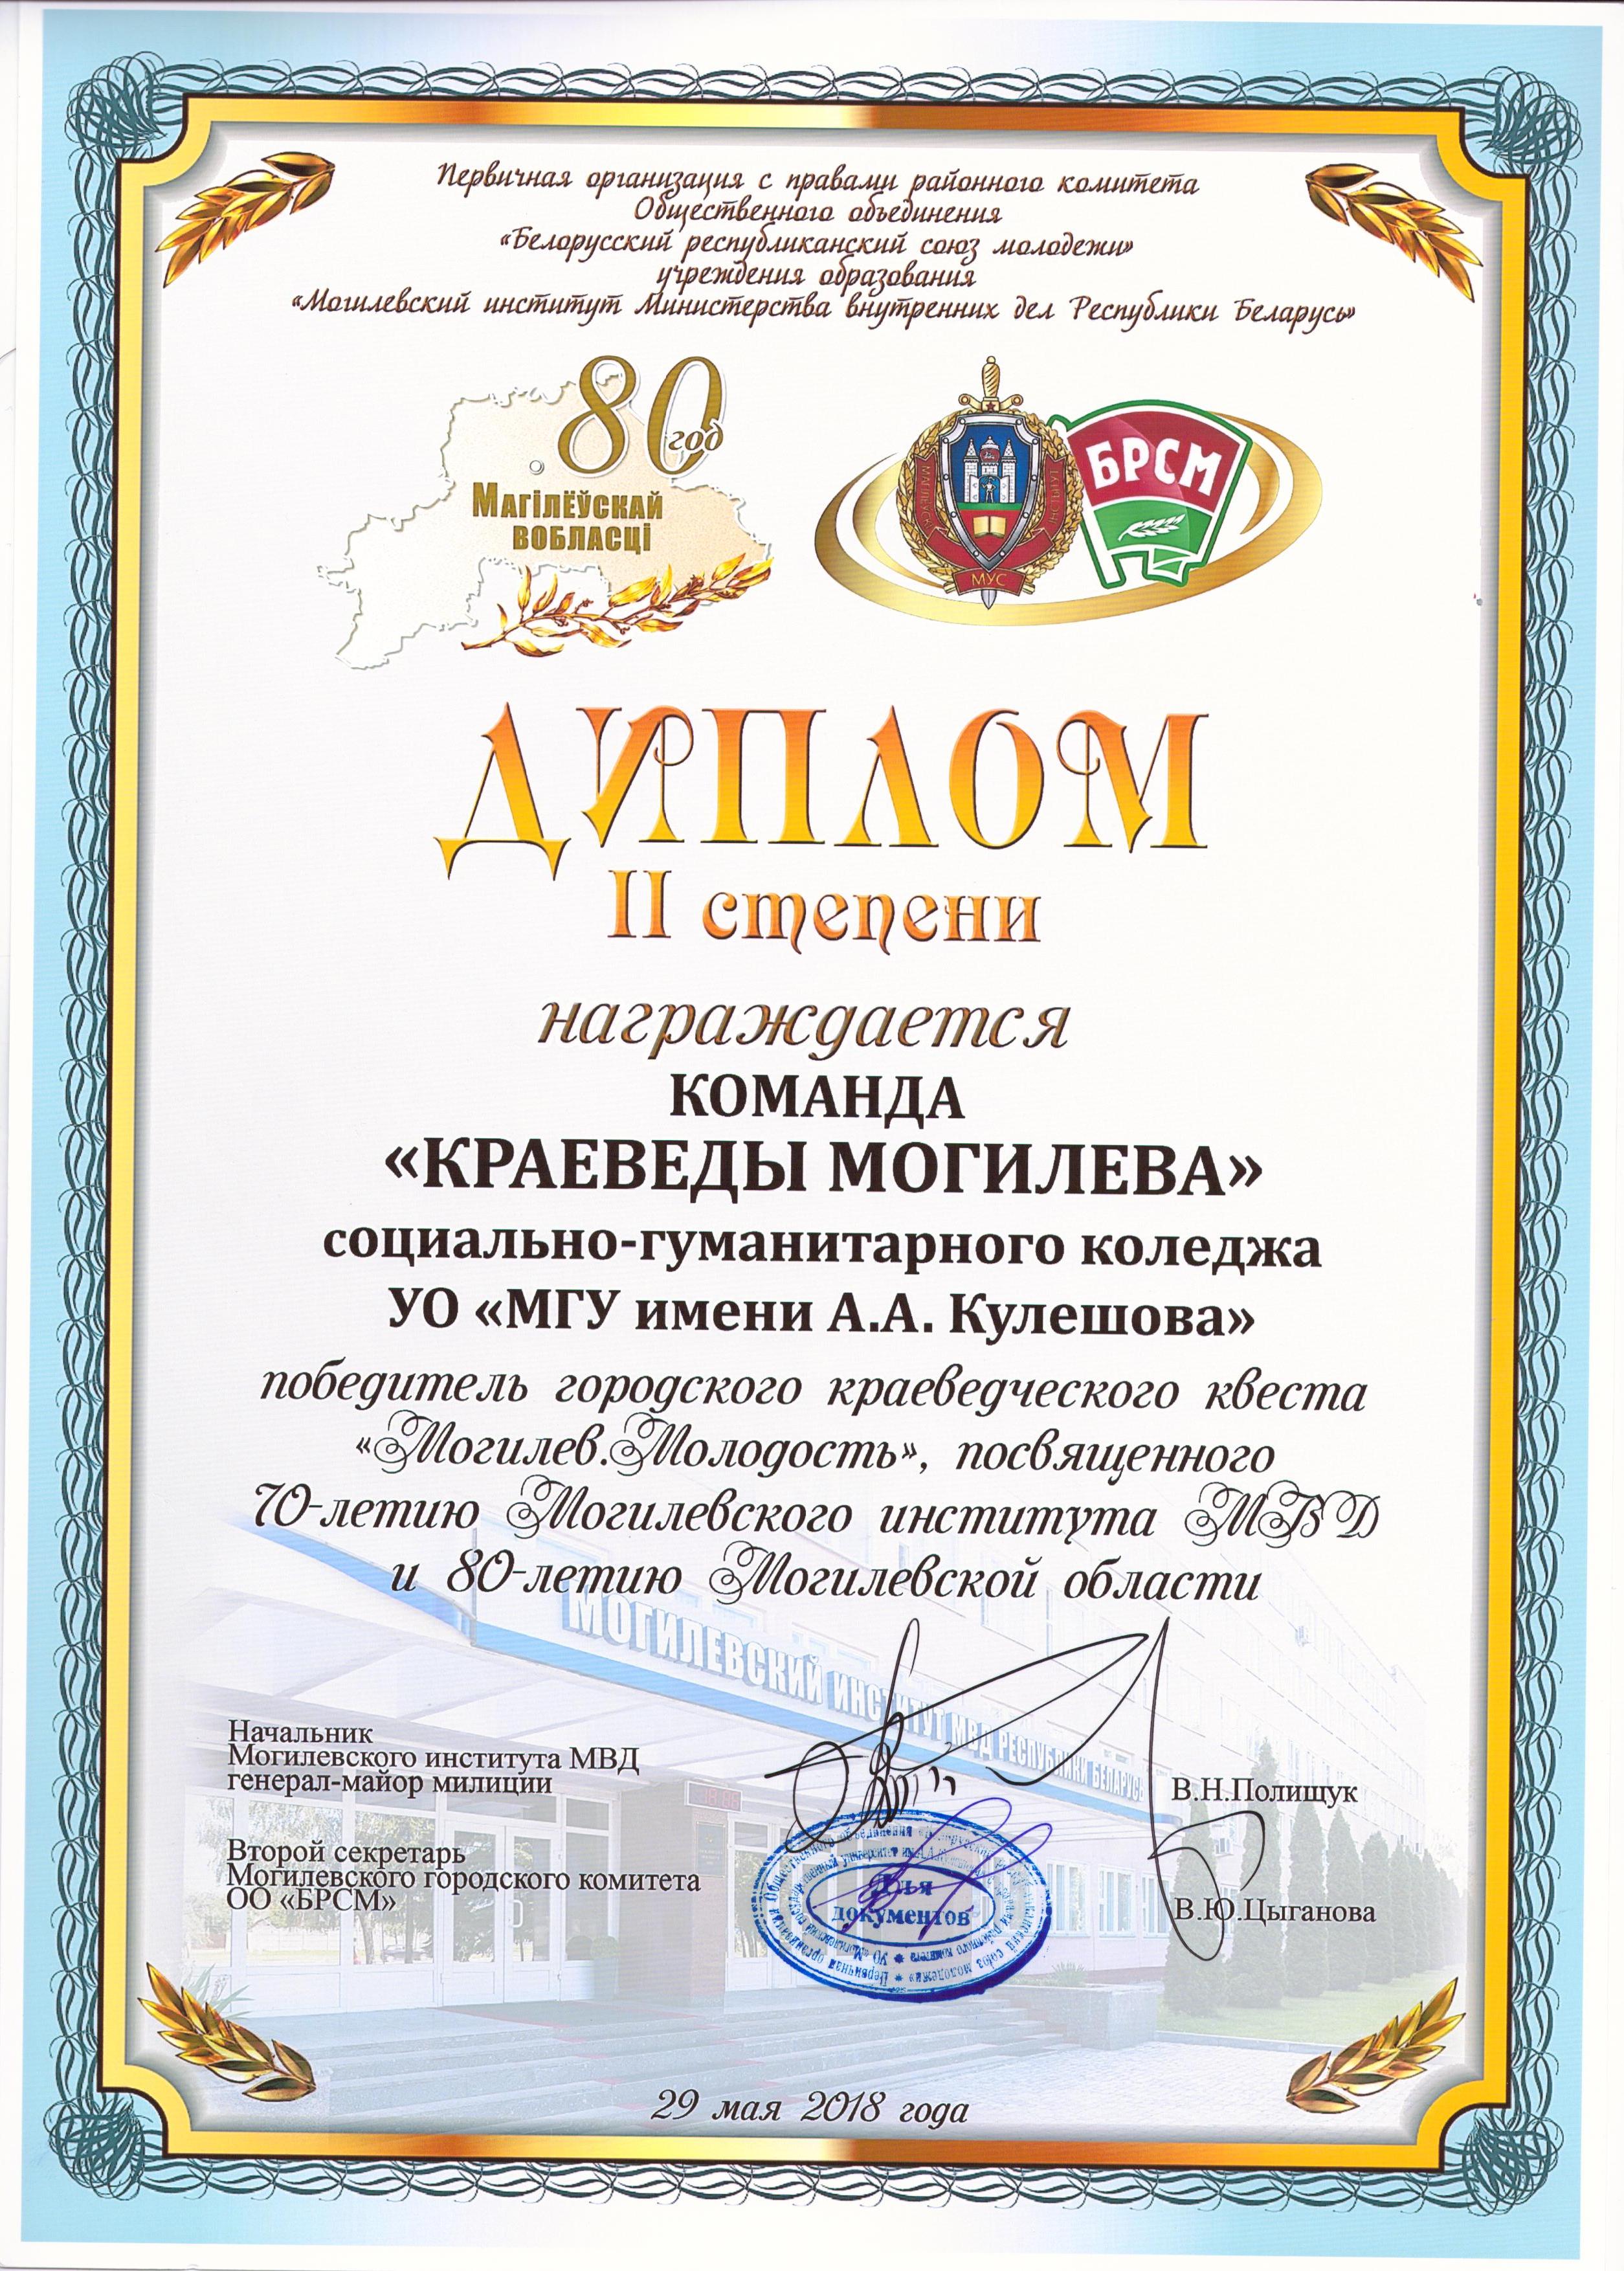 Первичная организация с правами районного комитета
Общественного объединения
«Белорусский республиканский союз молодежи»
учреждения образования
«Могилевский институт Министерства внутренних дел Республики Беларусь»
80
год
МАГІЛЁЎСКАЙ
ВОБЛАСЦІ
МУС
БРСМ
ДИПЛОМ
II степени
награждается
КОМАНДА
«КРАЕВЕДЫ МОГИЛЕВА»
социально-гуманитарного коледжа
УО «МГУ имени А.А. Кулешова»
победитель городского краеведческого квеста
«Могилев.Молодость», посвященного
70-летию Могилевского института МВД
и 80-летию Могилевской области
МОГИЛЕВСКИЙ ИНСТИТУТ МВД РЕСПУБЛИКИ БЕЛАРУСЬ
Начальник
Могилевского института МВД
генерал-майор милиции
В.Н.Полищук
Второй секретарь
Могилевского городского комитета
ОО «БРСМ»
В.Ю.Цыганова
документов
29 мая 2018 года